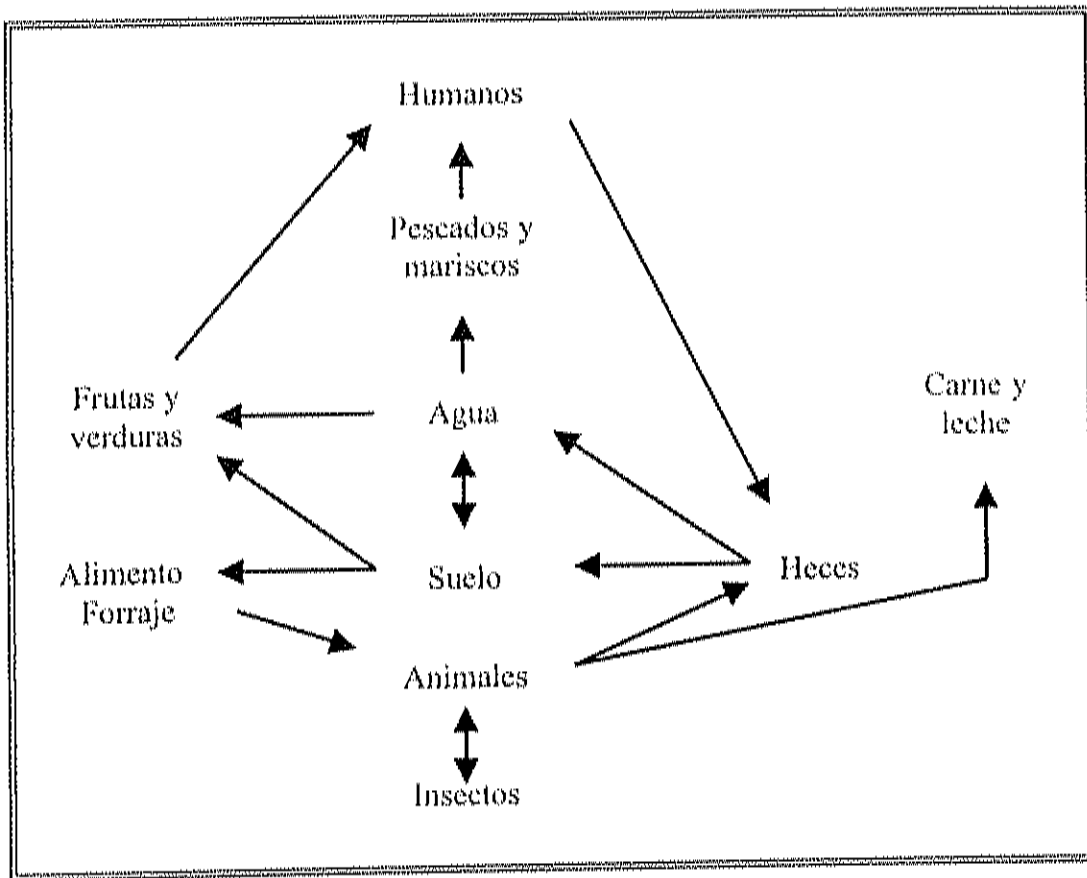 Humanos
Pescados y
mariscos
Frutas y
verduras
Agua
Carne y
leche
Alimento
Forraje
Suelo
Heces
Animales
Insectos